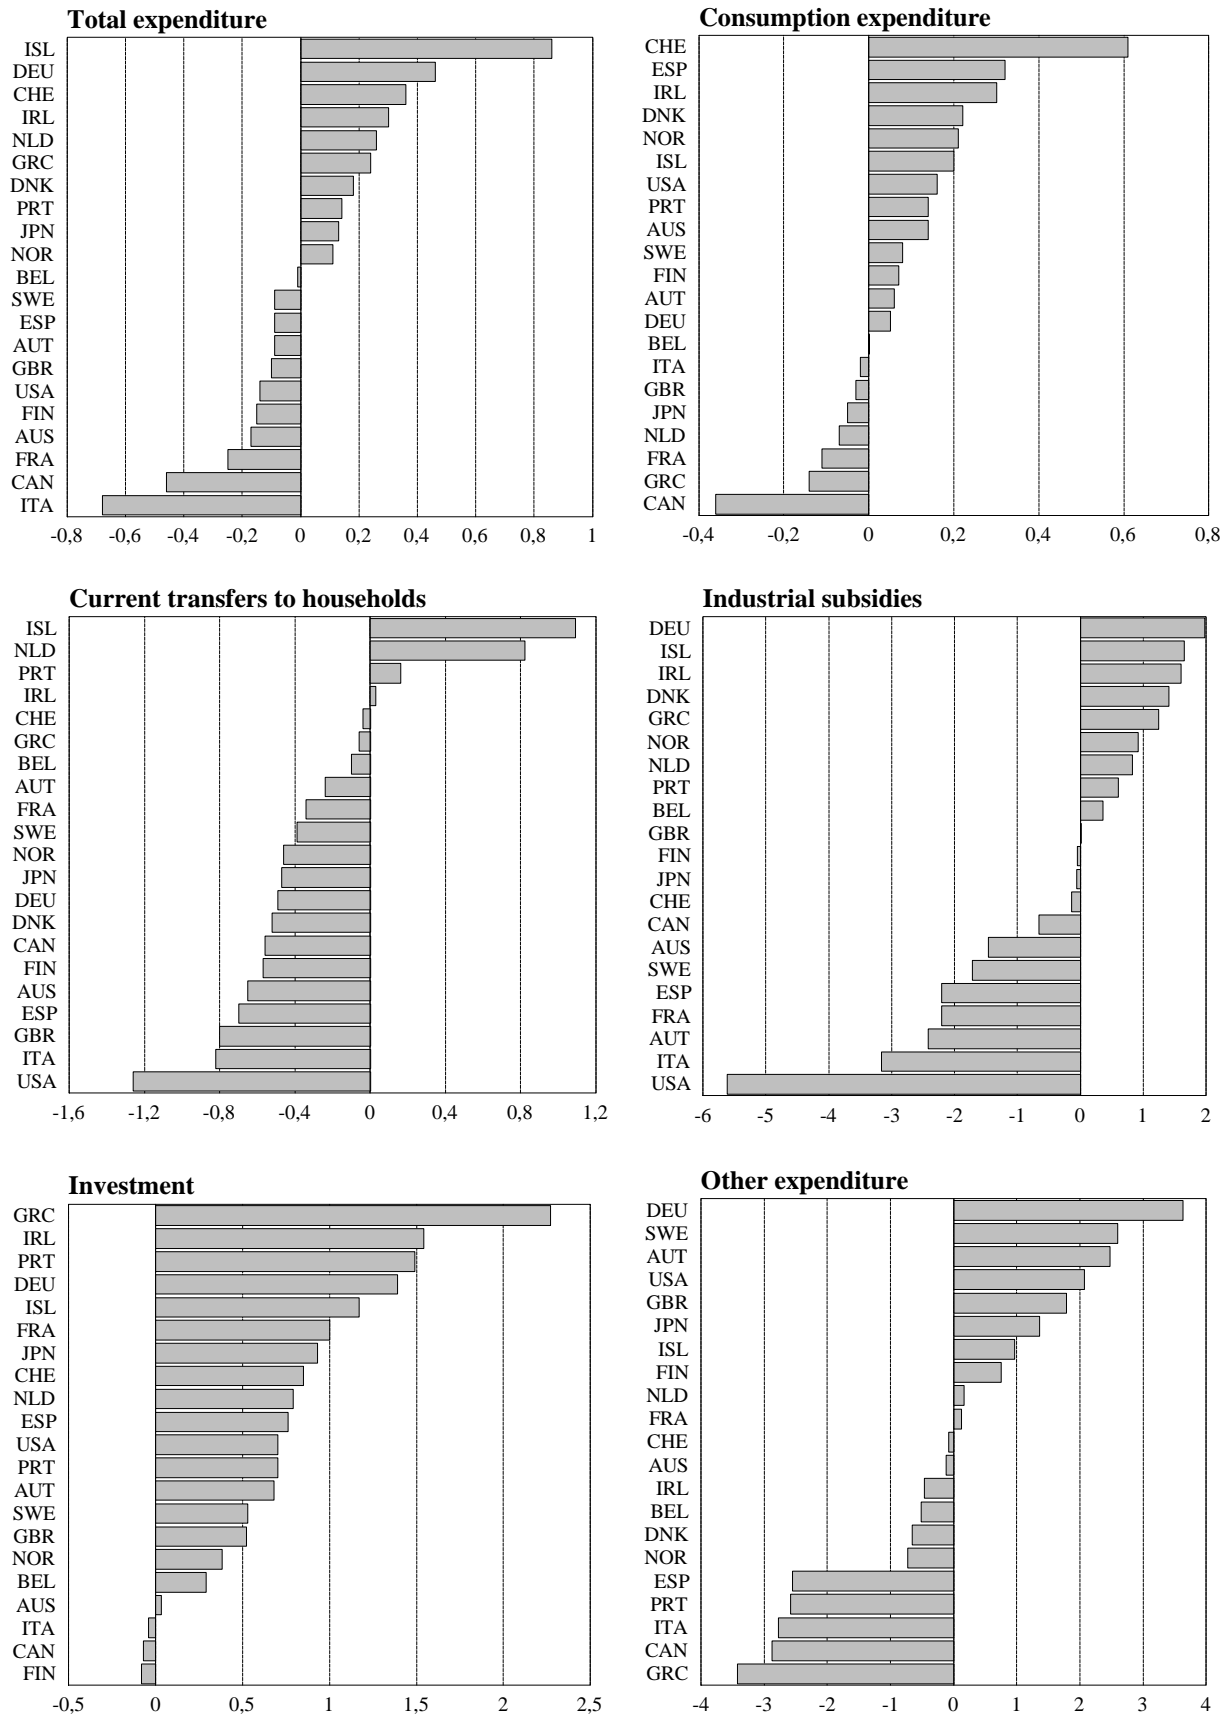 Total expenditure
ISL
DEU
CHE
IRL
NLD
GRC
DNK
PRT
JPN
NOR
BEL
SWE
ESP
AUT
GBR
USA
FIN
AUS
FRA
CAN
ITA
-0,8 -0,6 -0,4 -0,2 0 0,2 0,4 0,6 0,8 1
Consumption expenditure
CHE
ESP
IRL
DNK
NOR
ISL
USA
PRT
AUS
SWE
FIN
AUT
DEU
BEL
ITA
GBR
JPN
NLD
FRA
GRC
CAN
-0,4 -0,2 0 0,2 0,4 0,6 0,8
Current transfers to households
ISL
NLD
PRT
IRL
CHE
GRC
BEL
AUT
FRA
SWE
NOR
JPN
DEU
DNK
CAN
FIN
AUS
ESP
GBR
ITA
USA
-1,6 -1,2 -0,8 -0,4 0 0,4 0,8 1,2
Industrial subsidies
DEU
ISL
IRL
DNK
GRC
NOR
NLD
PRT
BEL
GBR
FIN
JPN
CHE
CAN
AUS
SWE
ESP
FRA
AUT
ITA
USA
-6 -5 -4 -3 -2 -1 0 1 2
Investment
GRC
IRL
PRT
DEU
ISL
FRA
JPN
CHE
NLD
ESP
USA
PRT
AUT
SWE
GBR
NOR
BEL
AUS
ITA
CAN
FIN
-0,5 0 0,5 1 1,5 2 2,5
Other expenditure
DEU
SWE
AUT
USA
GBR
JPN
ISL
FIN
NLD
FRA
CHE
AUS
IRL
BEL
DNK
NOR
ESP
PRT
ITA
CAN
GRC
-4 -3 -2 -1 0 1 2 3 4